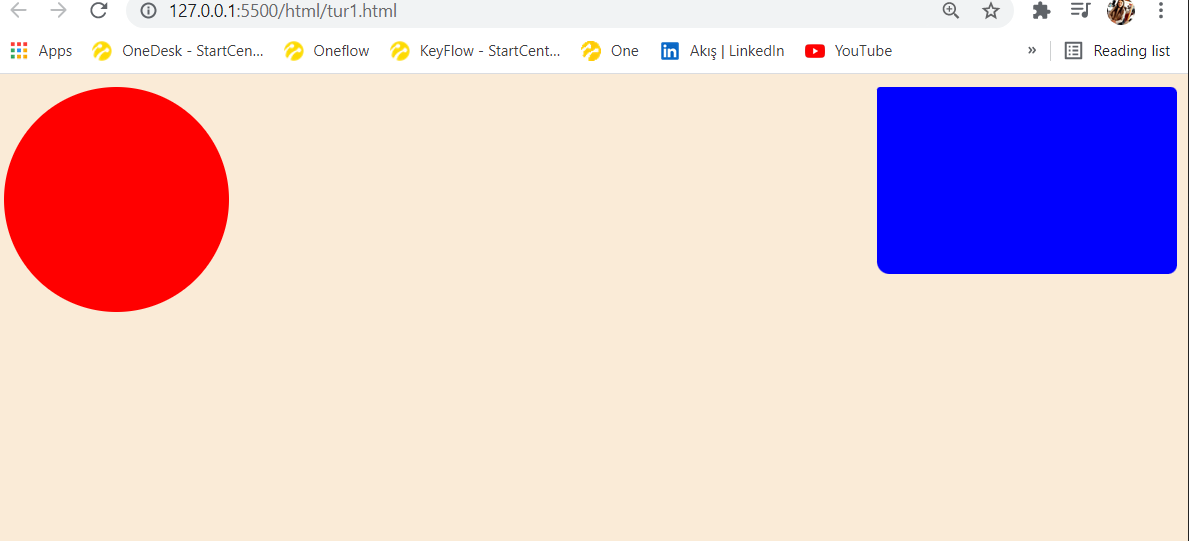 127.0.0.1:5500/html/tur1.html
Apps OneDesk - StartCen... Oneflow KeyFlow - StartCent... One Akış | LinkedIn YouTube » Reading list